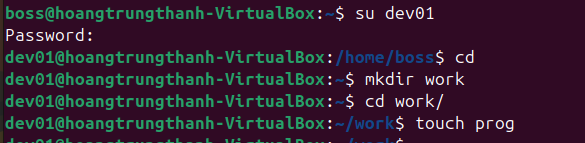 boss@hoangtrungthanh-VirtualBox:~$ su dev01
Password:
dev01@hoangtrungthanh-VirtualBox:/home/boss$ cd
dev01@hoangtrungthanh-VirtualBox:~$ mkdir work
dev01@hoangtrungthanh-VirtualBox:~$ cd work/
dev01@hoangtrungthanh-VirtualBox:~/work$ touch prog